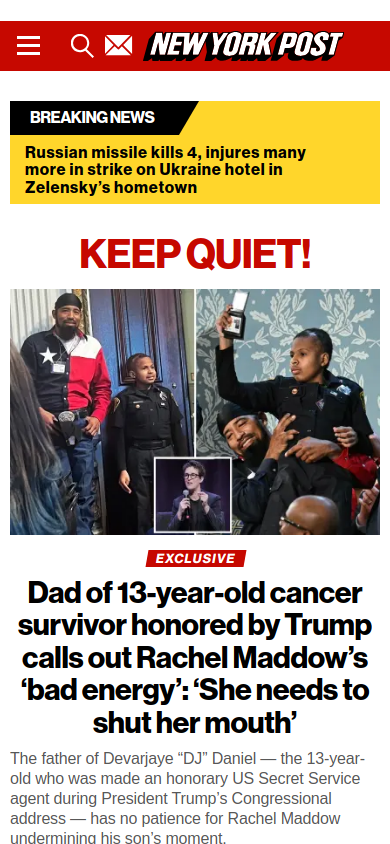 NEW YORK POST
BREAKING NEWS
Russian missile kills 4, injures many
more in strike on Ukraine hotel in
Zelensky’s hometown
KEEP QUIET!
EXCLUSIVE
Dad of 13-year-old cancer
survivor honored by Trump
calls out Rachel Maddow’s
‘bad energy’: ‘She needs to
shut her mouth’
The father of Devarjaye “DJ” Daniel — the 13-year-
old who was made an honorary US Secret Service
agent during President Trump’s Congressional
address — has no patience for Rachel Maddow
undermining his son’s moment.